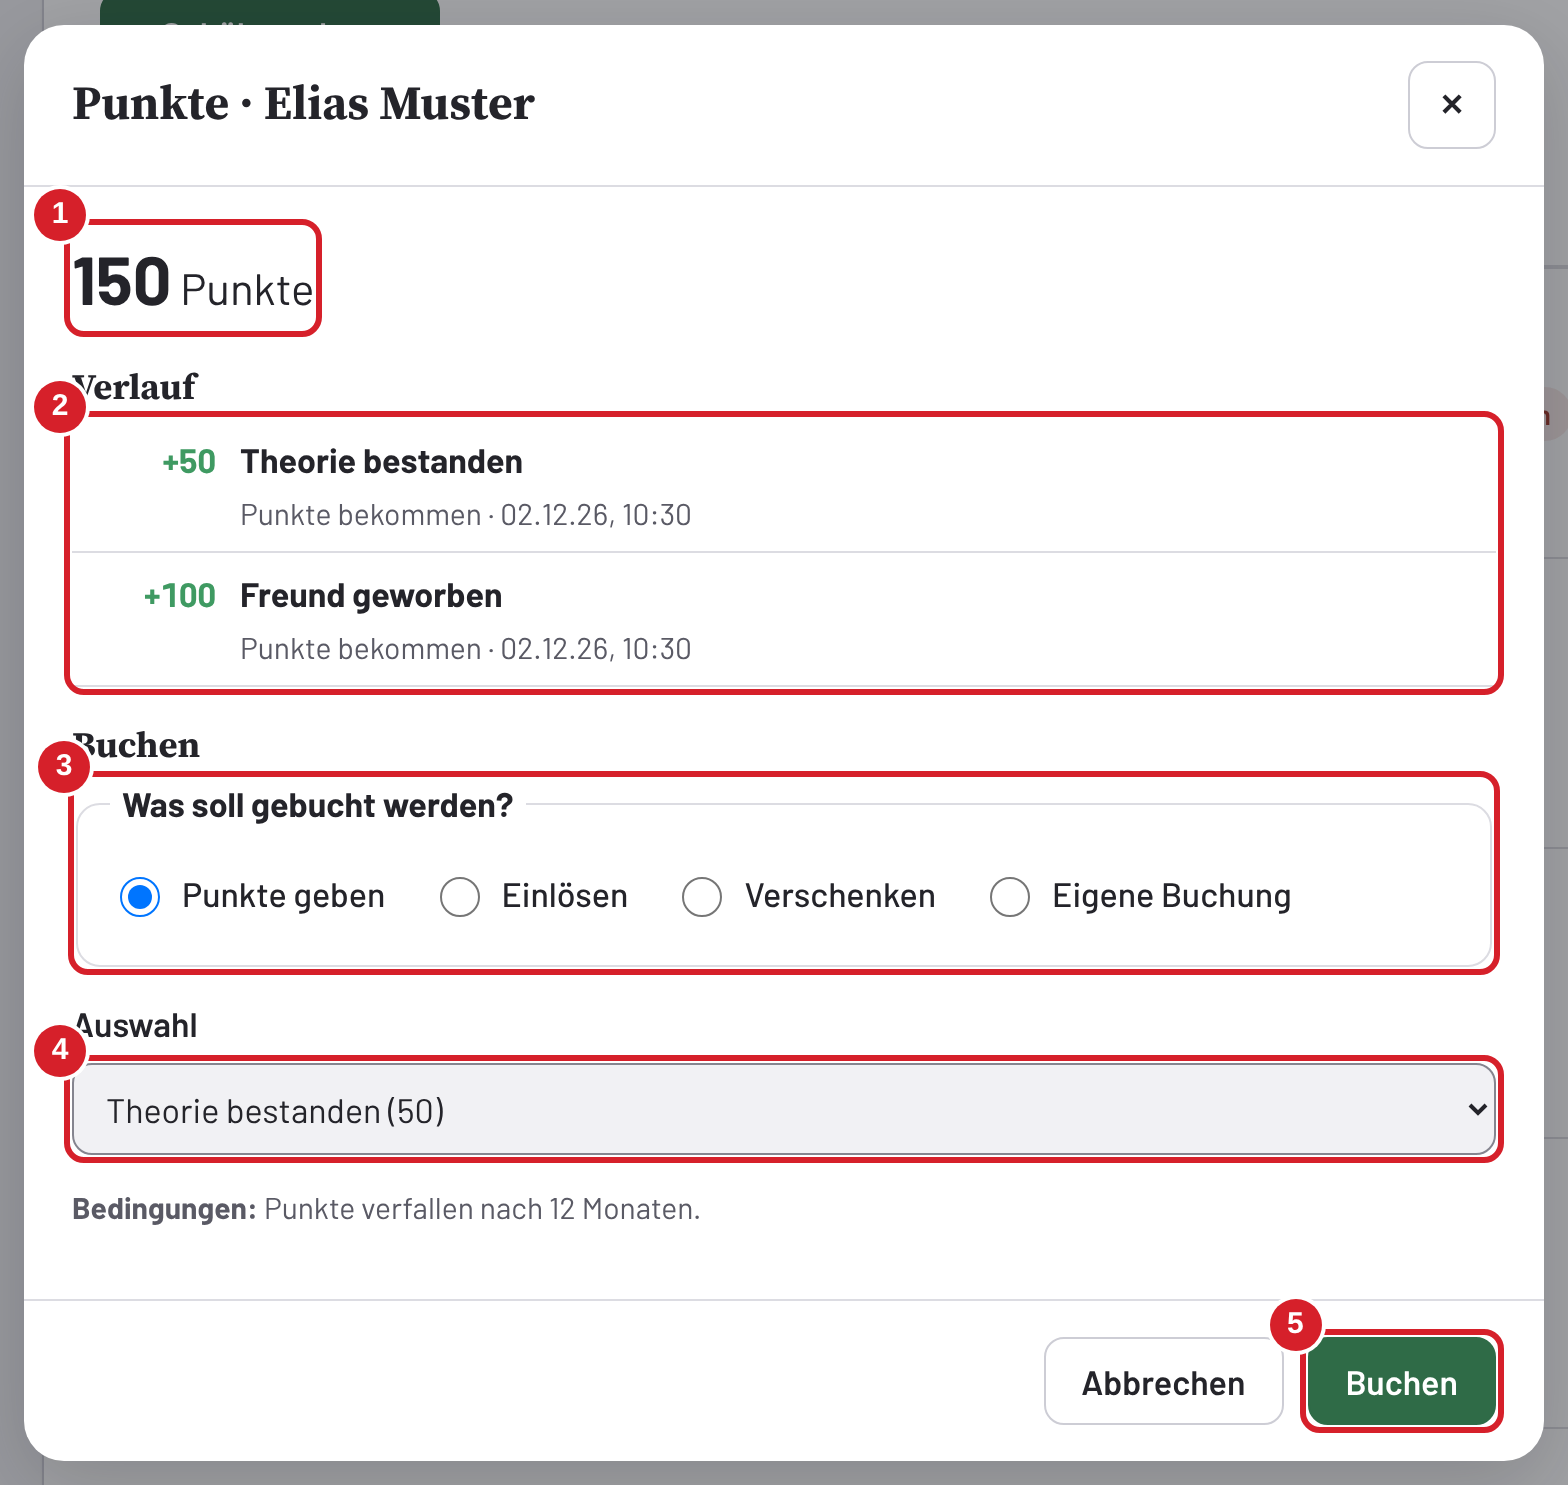 Punkte · Elias Muster
×
1
150 Punkte
Verlauf
2
+50 Theorie bestanden
Punkte bekommen · 02.12.26, 10:30
+100 Freund geworben
Punkte bekommen · 02.12.26, 10:30
Buchen
3
Was soll gebucht werden?
Punkte geben Einlösen Verschenken Eigene Buchung
Auswahl
4
Theorie bestanden (50)
Bedingungen: Punkte verfallen nach 12 Monaten.
5
Abbrechen Buchen